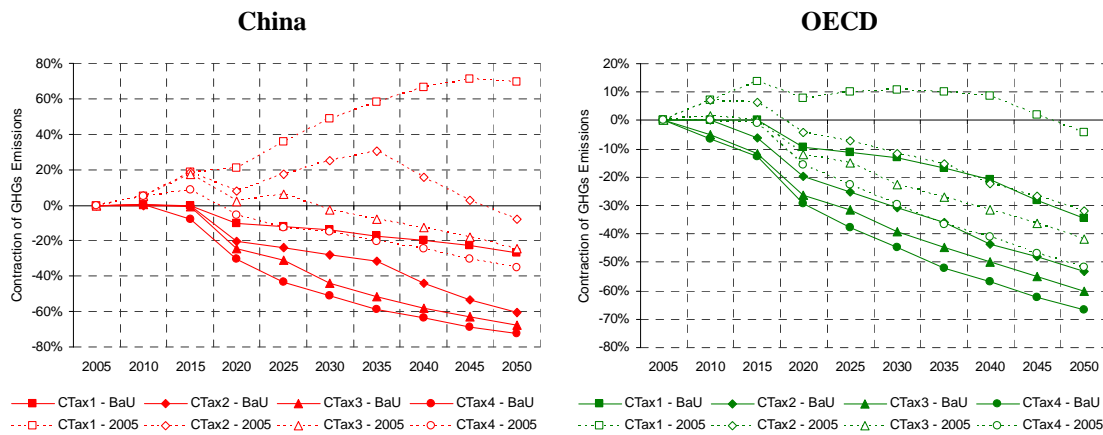 China
Contraction of GHGs Emissions
80%
60%
40%
20%
0%
-20%
-40%
-60%
-80%
2005 2010 2015 2020 2025 2030 2035 2040 2045 2050
CTax1 - BaU CTax2 - BaU CTax3 - BaU CTax4 - BaU
CTax1 - 2005 CTax2 - 2005 CTax3 - 2005 CTax4 - 2005
OECD
Contraction of GHGs Emissions
20%
10%
0%
-10%
-20%
-30%
-40%
-50%
-60%
-70%
-80%
2005 2010 2015 2020 2025 2030 2035 2040 2045 2050
CTax1 - BaU CTax2 - BaU CTax3 - BaU CTax4 - BaU
CTax1 - 2005 CTax2 - 2005 CTax3 - 2005 CTax4 - 2005